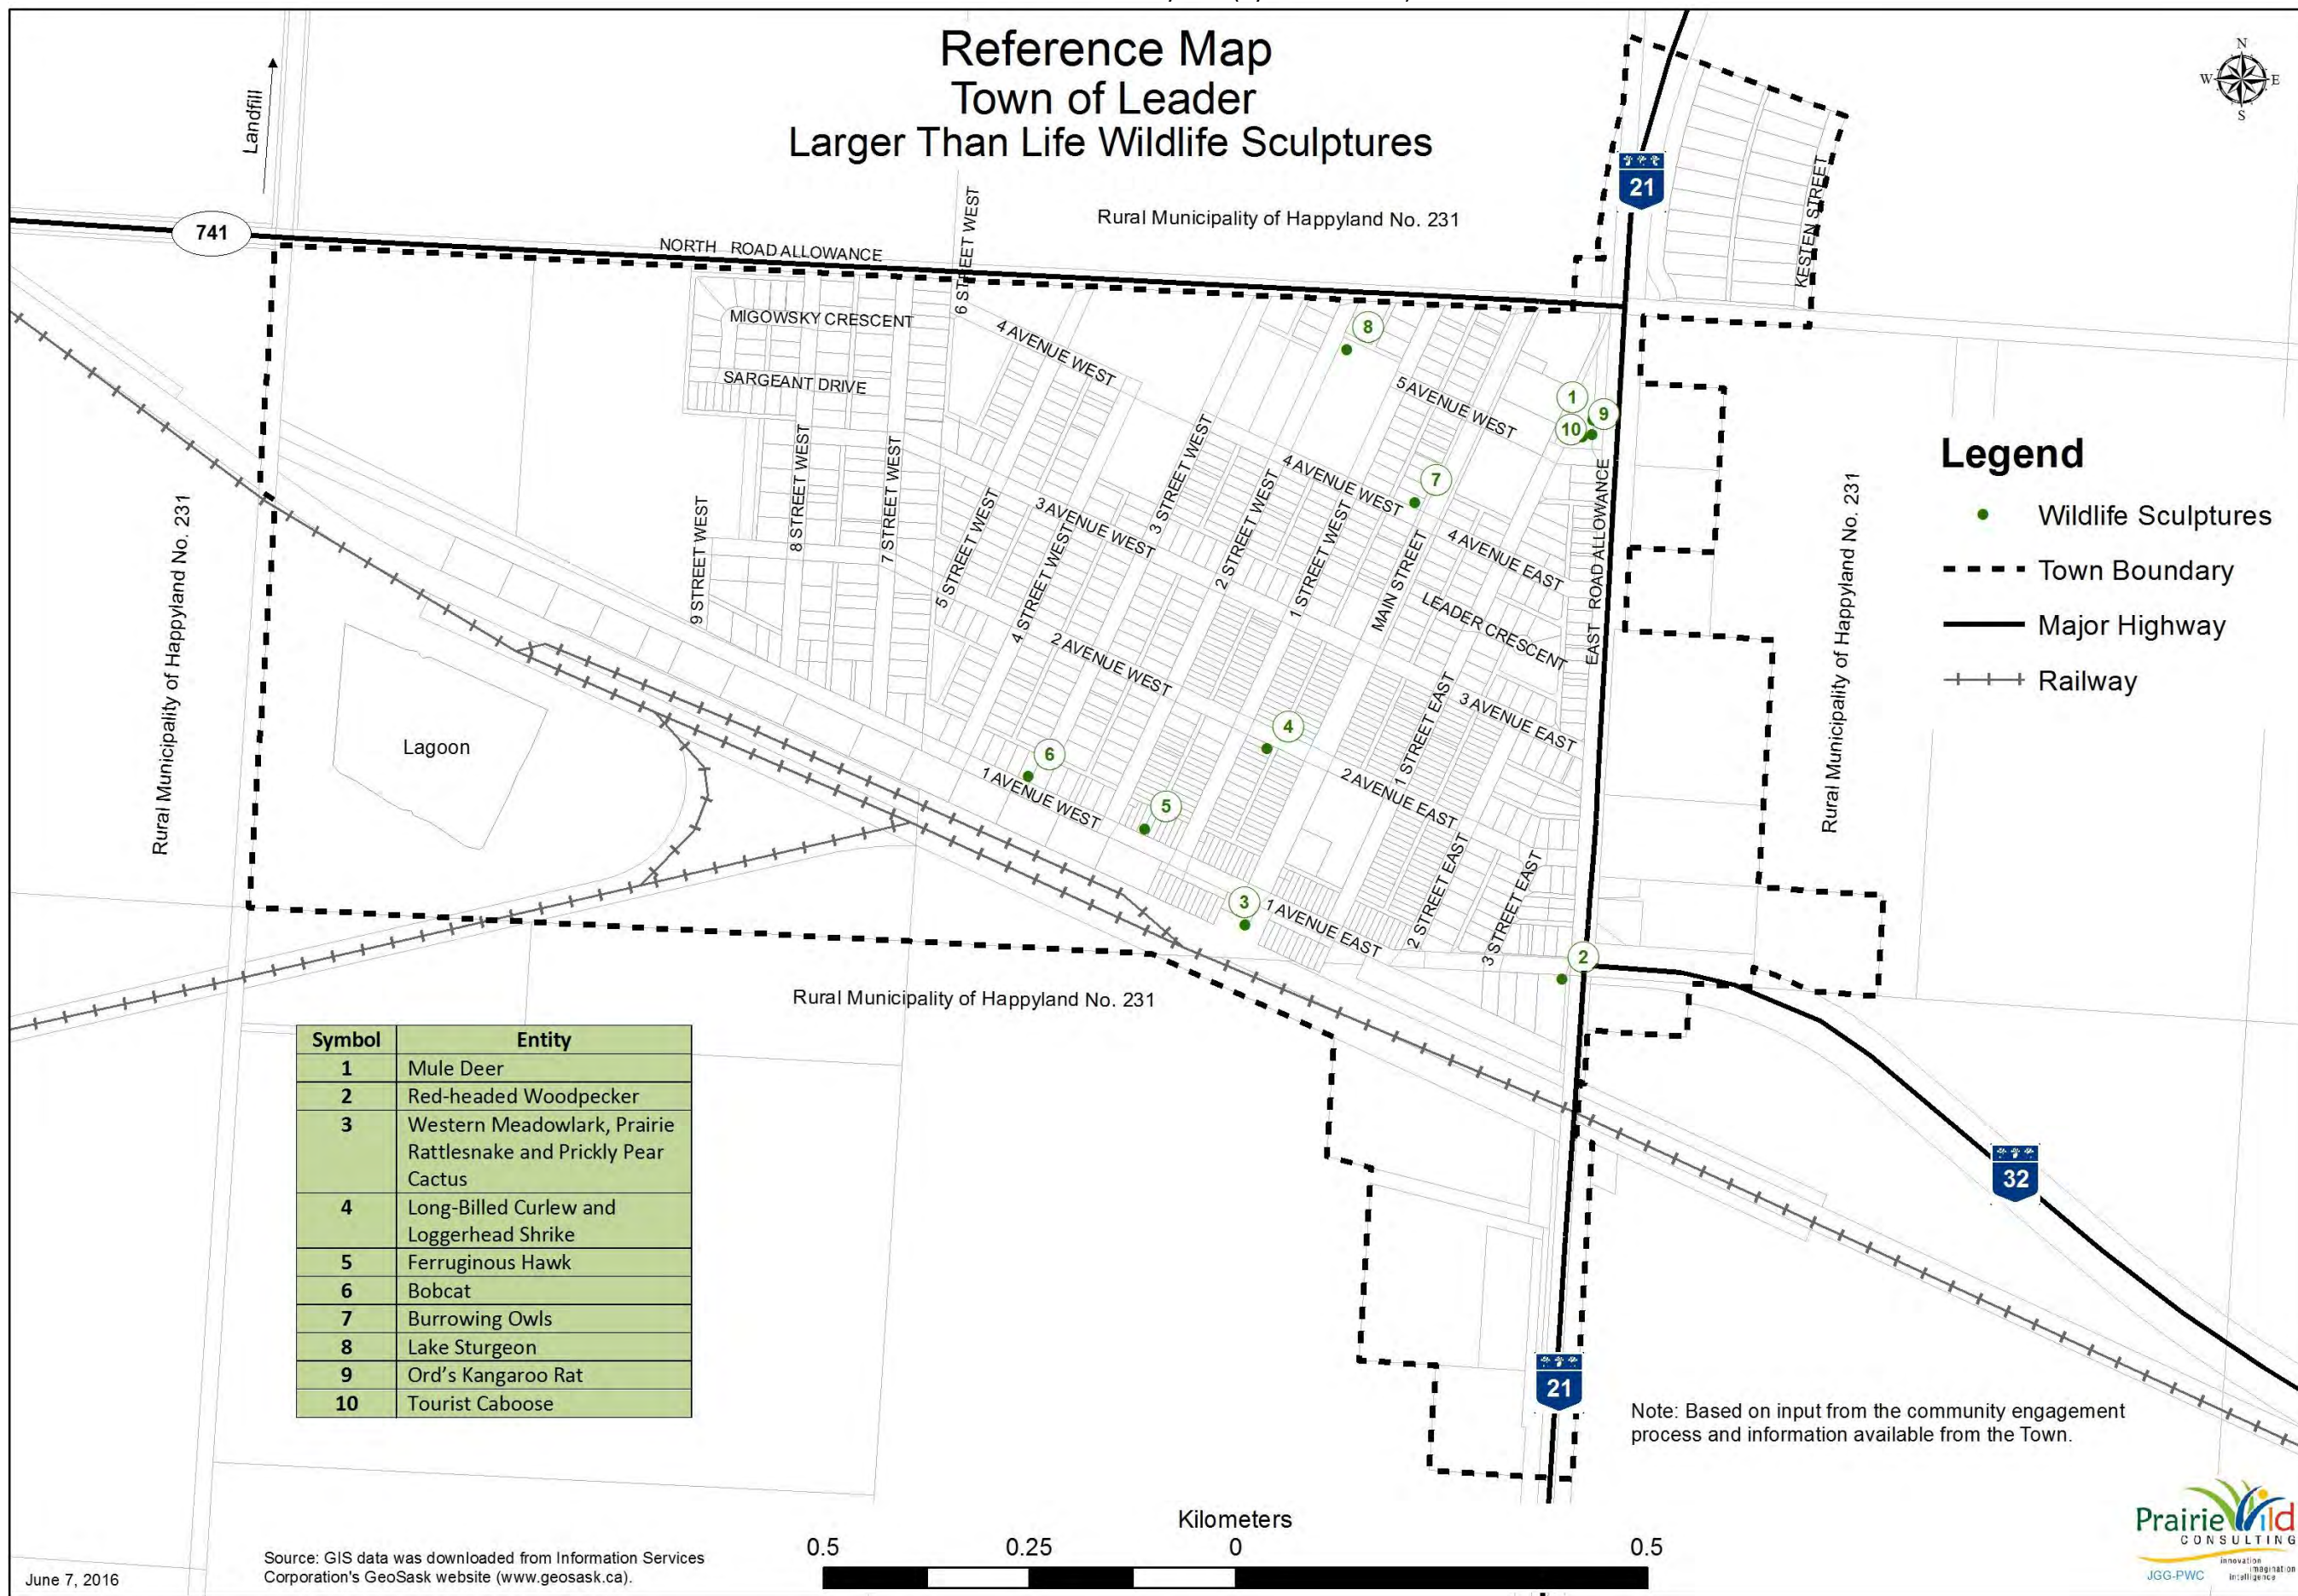 Reference Map
Town of Leader
Larger Than Life Wildlife Sculptures
N
W
E
S
Landfill
741
21
Rural Municipality of Happyland No. 231
NORTH ROAD ALLOWANCE
6 STREET WEST
KESTEN STREET
MIGOWSKY CRESCENT
SARGEANT DRIVE
4 AVENUE WEST
8
5 AVENUE WEST
1
9
10
7
4 AVENUE WEST
3 STREET WEST
2 STREET WEST
1 STREET WEST
3 AVENUE WEST
9 STREET WEST
8 STREET WEST
7 STREET WEST
5 STREET WEST
4 STREET WEST
MAIN STREET
4 AVENUE EAST
LEADER CRESCENT
EAST ROAD ALLOWANCE
Rural Municipality of Happyland No. 231
Rural Municipality of Happyland No. 231
2 AVENUE WEST
1 STREET EAST
3 AVENUE EAST
Lagoon
4
6
5
1 AVENUE WEST
2 AVENUE EAST
2 STREET EAST
3 STREET EAST
3
1 AVENUE EAST
2
Rural Municipality of Happyland No. 231
32
21
Legend
Wildlife Sculptures
Town Boundary
Major Highway
Railway
Symbol Entity
1 Mule Deer
2 Red-headed Woodpecker
3 Western Meadowlark, Prairie
Rattlesnake and Prickly Pear
Cactus
4 Long-Billed Curlew and
Loggerhead Shrike
5 Ferruginous Hawk
6 Bobcat
7 Burrowing Owls
8 Lake Sturgeon
9 Ord's Kangaroo Rat
10 Tourist Caboose
Note: Based on input from the community engagement
process and information available from the Town.
Kilometers
0.5 0.25 0 0.5
Source: GIS data was downloaded from Information Services
Corporation's GeoSask website (www.geosask.ca).
June 7, 2016
PrairieWild
CONSULTING
innovation
imagination
intelligence
JGG-PWC